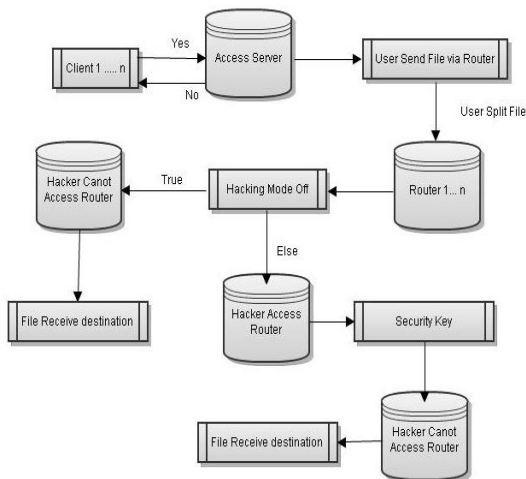 Yes
Client 1 ..... n
Access Server
User Send File via Router
No
User Split File
Hacker Canot
Access Router
True
Hacking Mode Off
Router 1... n
Else
File Receive destination
Hacker Access
Router
Security Key
File Receive destination
Hacker Canot
Access Router